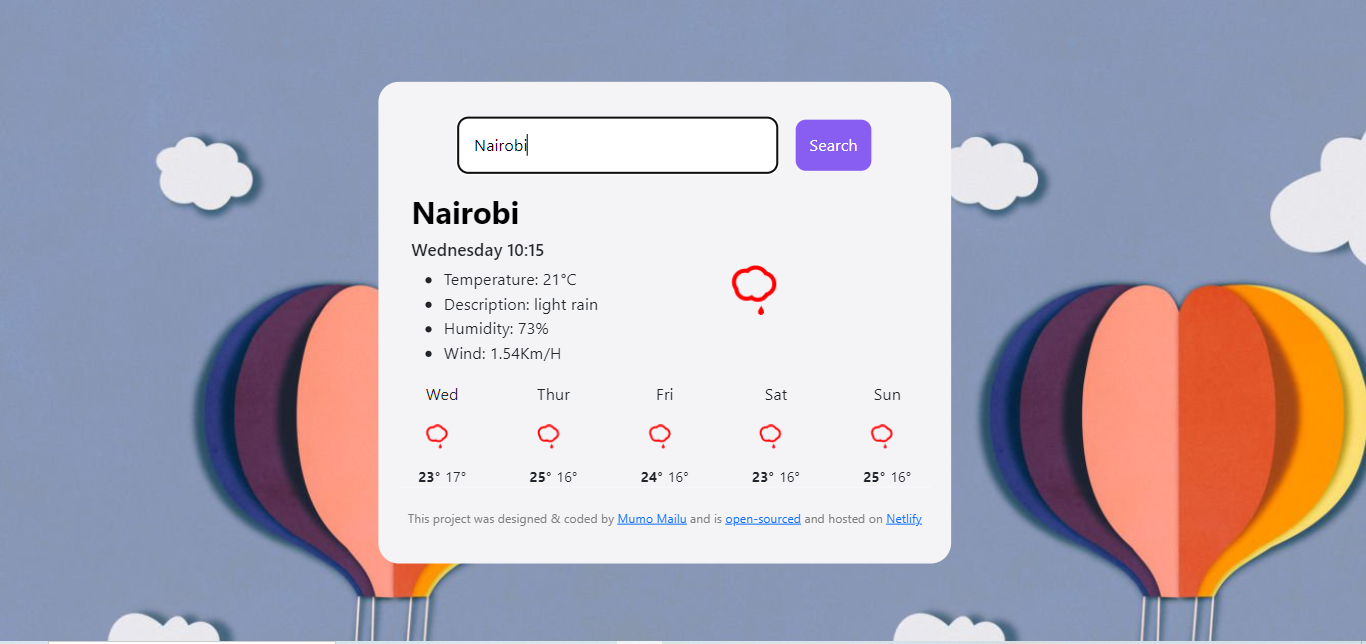 Nairobi
Search
Nairobi
Wednesday 10:15
Temperature: 21°C
Description: light rain
Humidity: 73%
Wind: 1.54Km/H
Wed Thur Fri Sat Sun
23° 17° 25° 16° 24° 16° 23° 16° 25° 16°
This project was designed & coded by Mumo Mailu and is open-sourced and hosted on Netlify